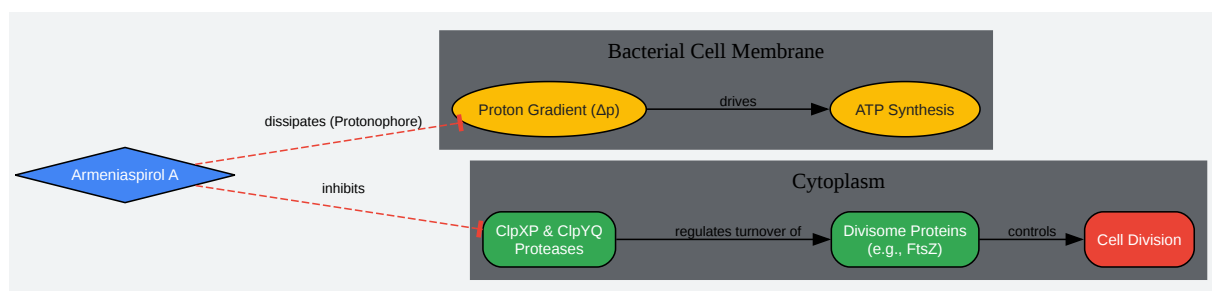 Bacterial Cell Membrane
Proton Gradient (Δp)
drives
ATP Synthesis
dissipates (Protonophore)
Armeniaspirol A
inhibits
Cytoplasm
ClpXP & ClpYQ
Proteases
regulates turnover of
Divisome Proteins
(e.g., FtsZ)
controls
Cell Division